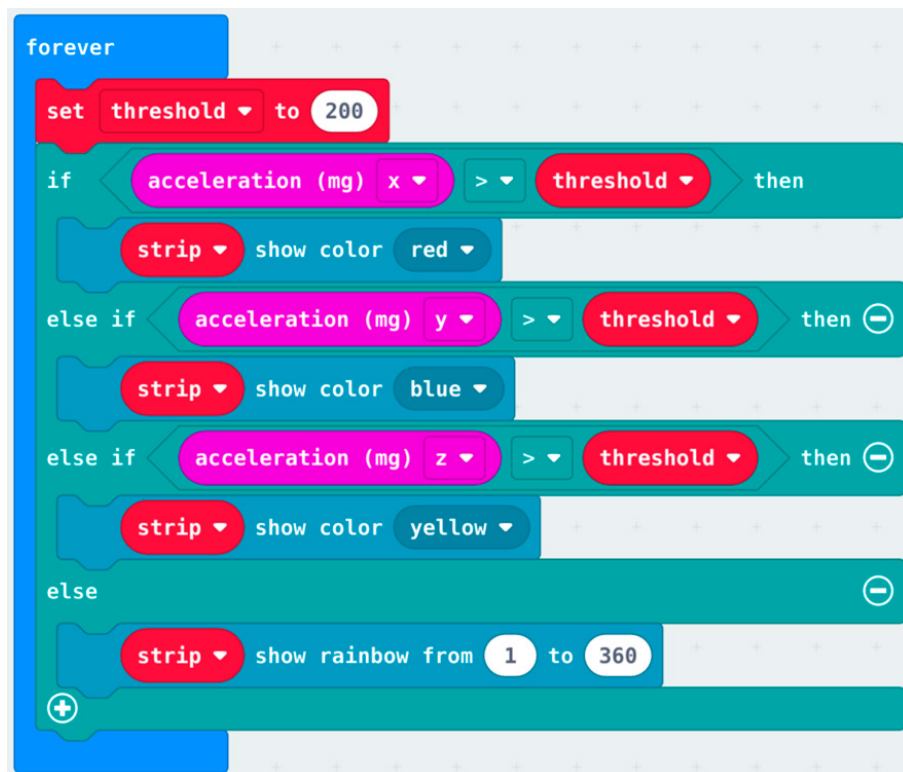 forever
set threshold to 200
if acceleration (mg) x > threshold then
strip show color red
else if acceleration (mg) y > threshold then
strip show color blue
else if acceleration (mg) z > threshold then
strip show color yellow
else
strip show rainbow from 1 to 360